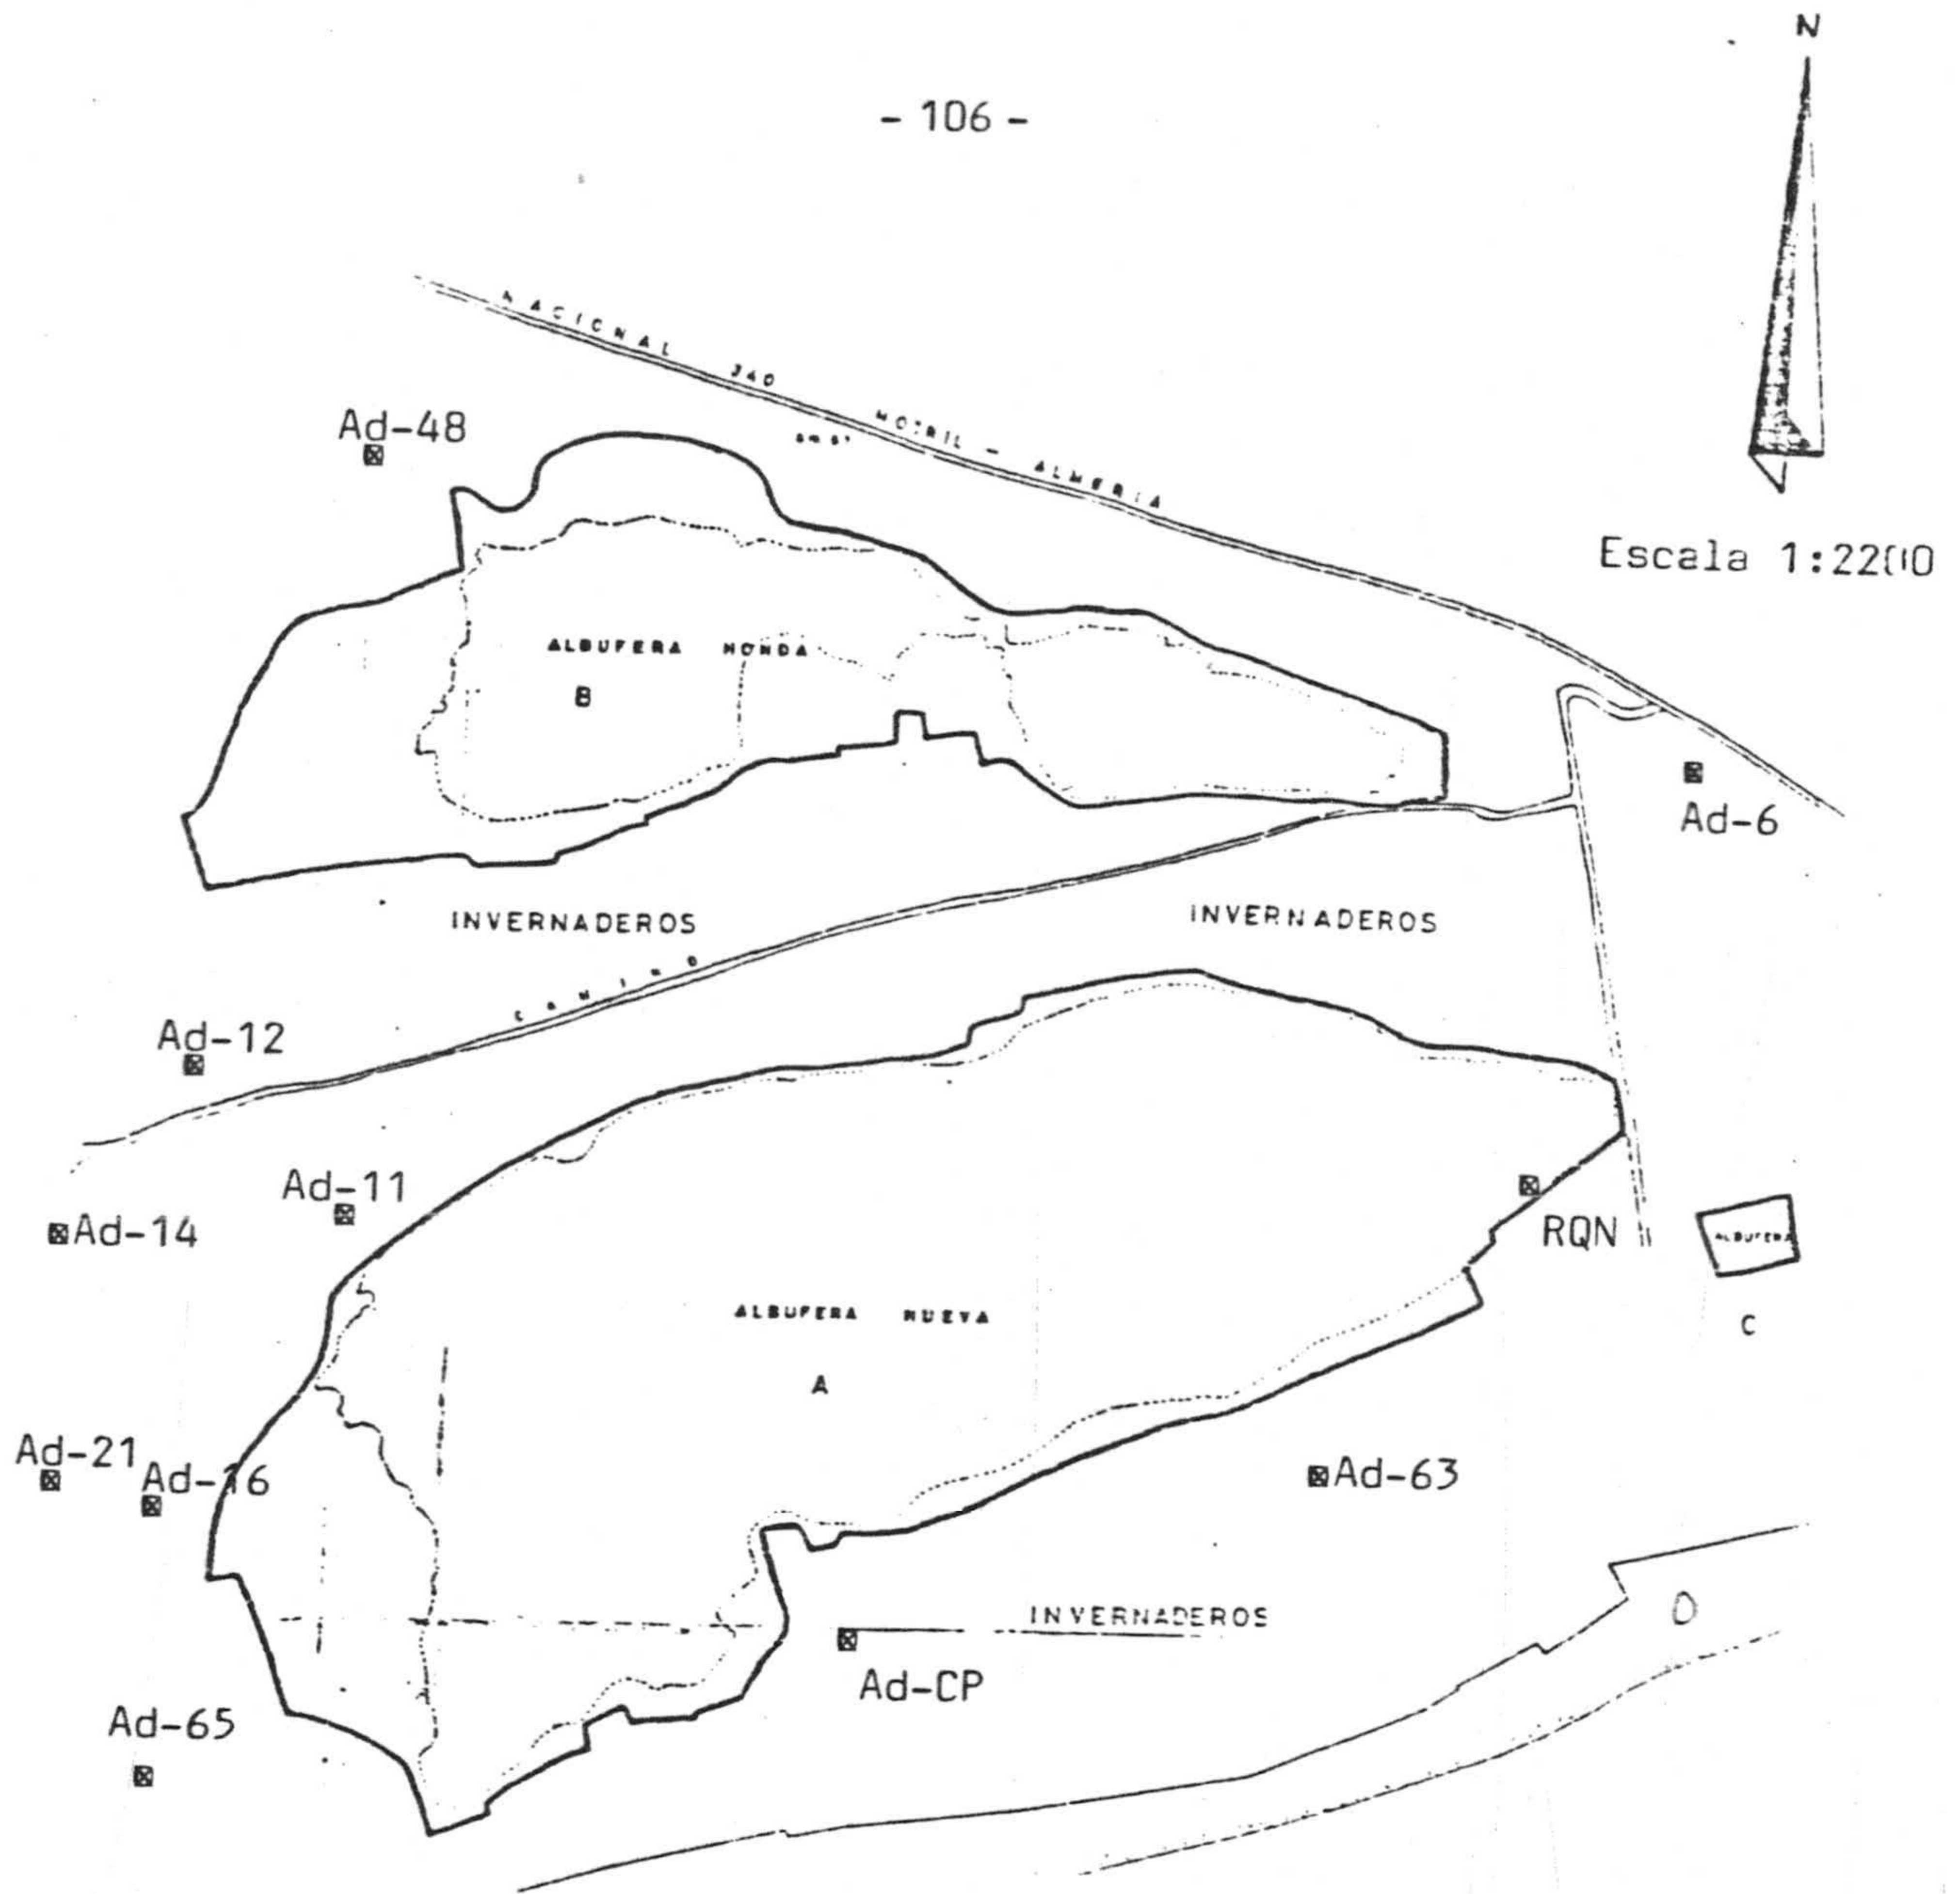 - 106 -
N
NACIONAL 340 MOTRIL - ALMERIA
Ad-48
Escala 1:2200
ALBUFERA HONDA
B
Ad-6
INVERNADEROS
INVERNADEROS
CAMINO
Ad-12
Ad-11
Ad-14
RQN
ALBUFERA
C
ALBUFERA NUEVA
A
Ad-21
Ad-16
Ad-63
INVERNADEROS
D
Ad-CP
Ad-65